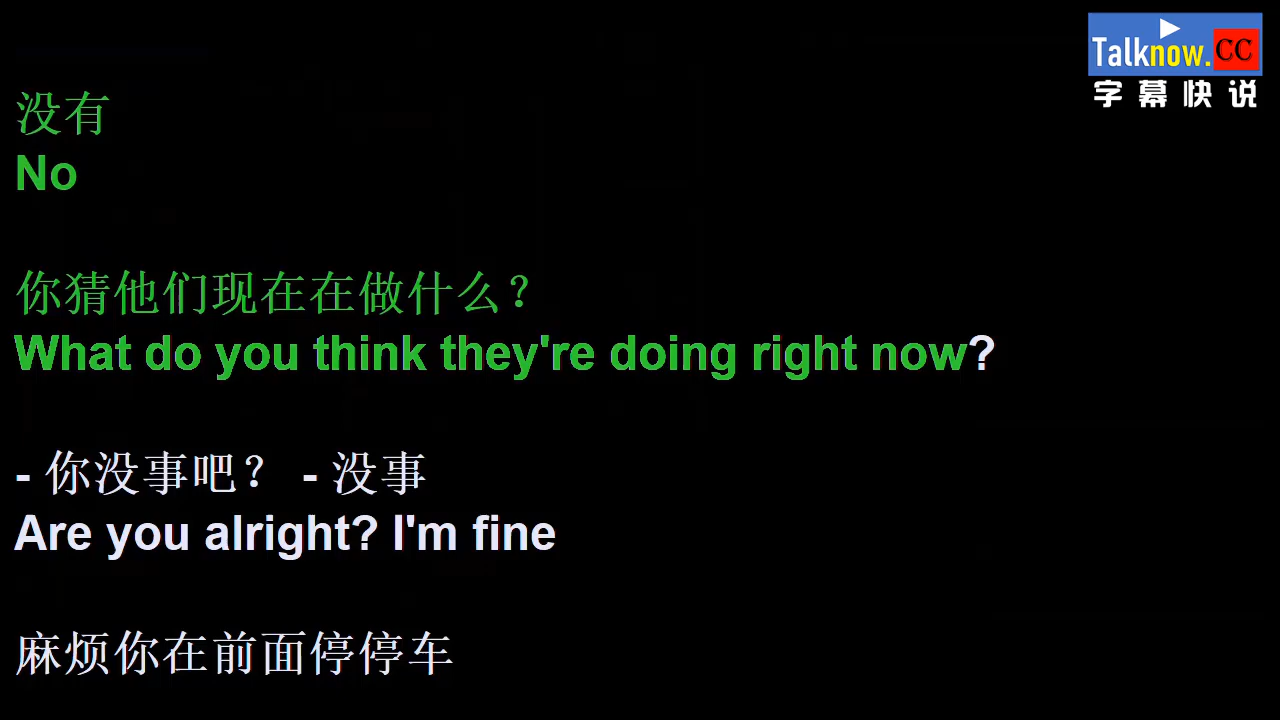 Talknow.CC
字幕快说
没有
No
你猜他们现在在做什么？
What do you think they're doing right now?
- 你没事吧？ - 没事
Are you alright? I'm fine
麻烦你在前面停停车